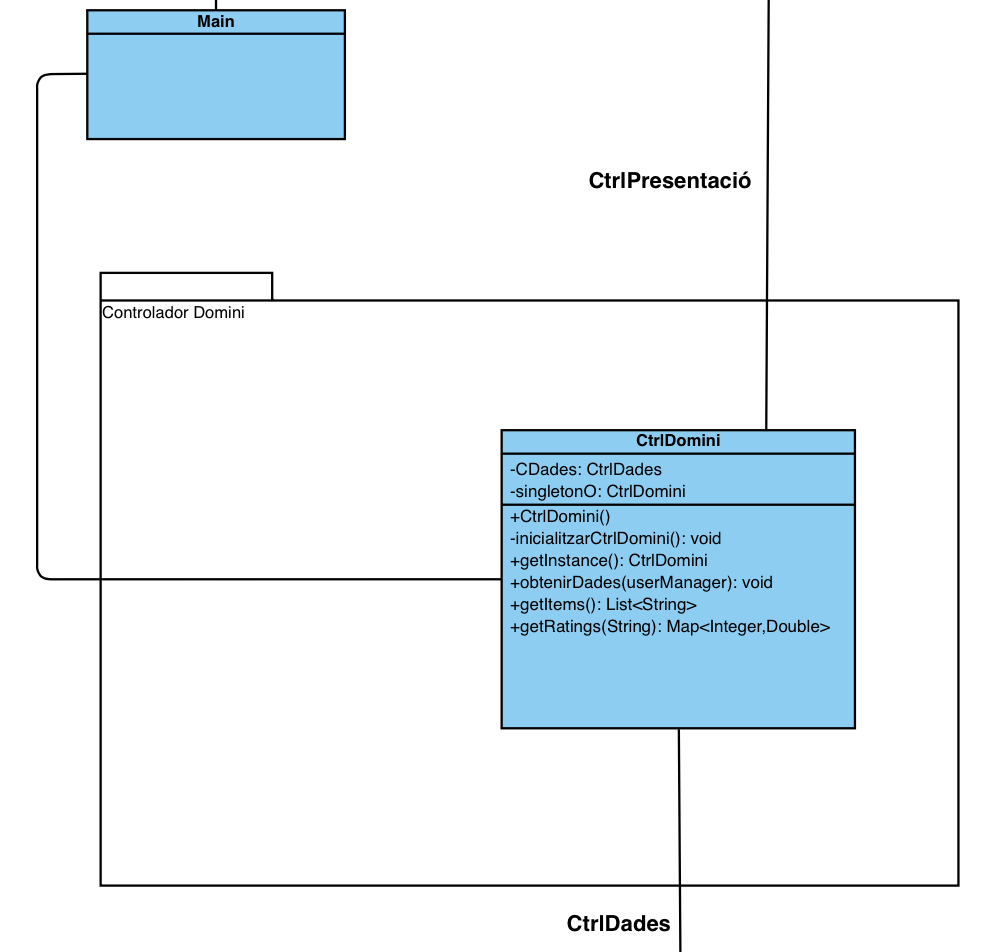 Main
CtrlPresentació
Controlador Domini
CtrlDomini
-CDades: CtrlDades
-singletonO: CtrlDomini
+CtrlDomini()
-inicialitzarCtrlDomini(): void
+getInstance(): CtrlDomini
+obtenirDades(userManager): void
+getItems(): List<String>
+getRatings(String): Map<Integer,Double>
CtrlDades